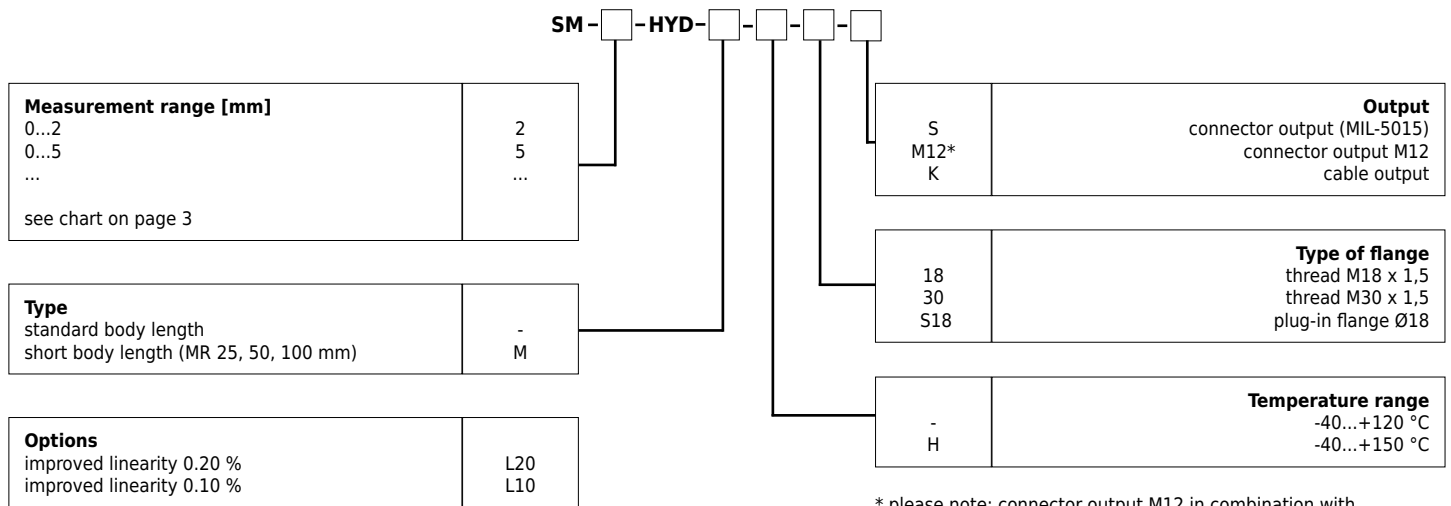 SM – – HYD – – – –
Measurement range [mm]
0...2 2
0...5 5
... ...
see chart on page 3
Type
standard body length -
short body length (MR 25, 50, 100 mm) M
Options
improved linearity 0.20 % L20
improved linearity 0.10 % L10
Output
S connector output (MIL-5015)
M12* connector output M12
K cable output
Type of flange
18 thread M18 x 1,5
30 thread M30 x 1,5
S18 plug-in flange Ø18
Temperature range
- -40...+120 °C
H -40...+150 °C
* please note: connector output M12 in combination with